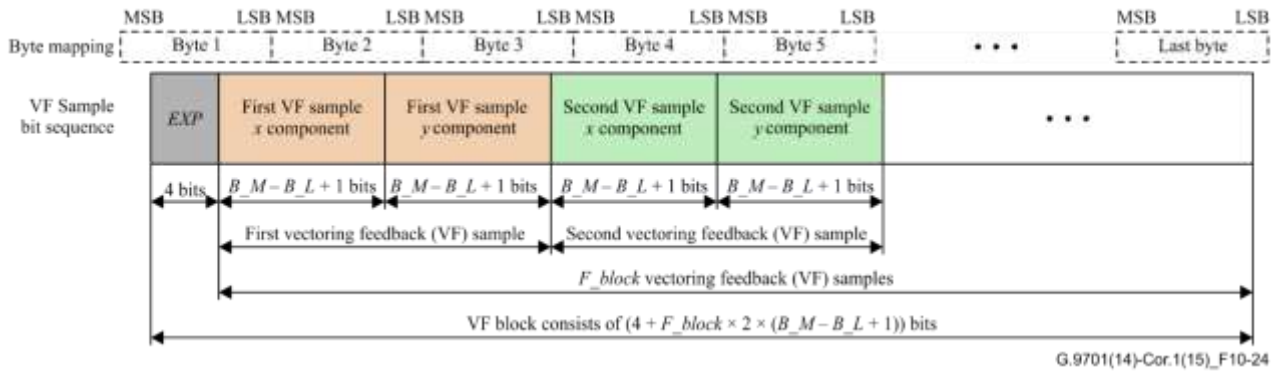 MSB LSB MSB LSB MSB LSB MSB LSB MSB LSB MSB LSB
Byte mapping Byte 1 Byte 2 Byte 3 Byte 4 Byte 5 • • • Last byte
VF Sample bit sequence
EXP
First VF sample x component
First VF sample y component
Second VF sample x component
Second VF sample y component
• • •
4 bits B_M – B_L + 1 bits B_M – B_L + 1 bits B_M – B_L + 1 bits B_M – B_L + 1 bits
First vectoring feedback (VF) sample Second vectoring feedback (VF) sample
F_block vectoring feedback (VF) samples
VF block consists of (4 + F_block × 2 × (B_M – B_L + 1)) bits
G.9701(14)-Cor.1(15)_F10-24